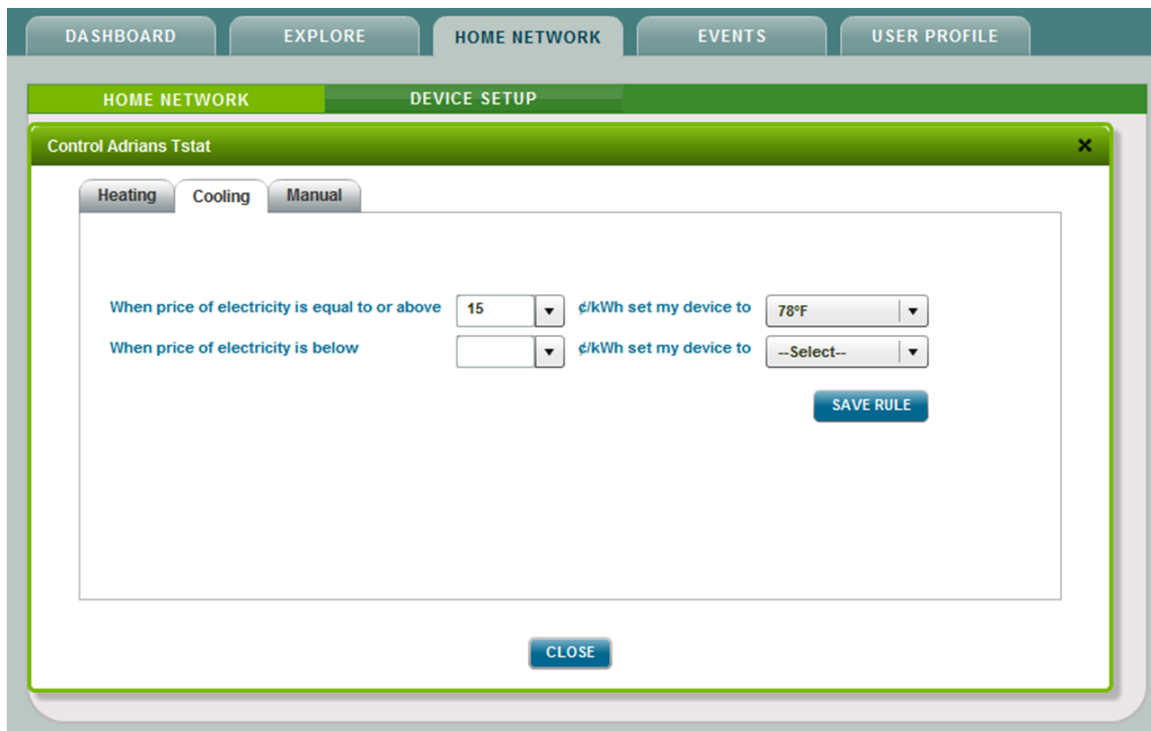 DASHBOARD EXPLORE HOME NETWORK EVENTS USER PROFILE
HOME NETWORK DEVICE SETUP
Control Adrians Tstat
Heating Cooling Manual
When price of electricity is equal to or above 15 ¢/kWh set my device to 78°F
When price of electricity is below ¢/kWh set my device to --Select--
SAVE RULE
CLOSE